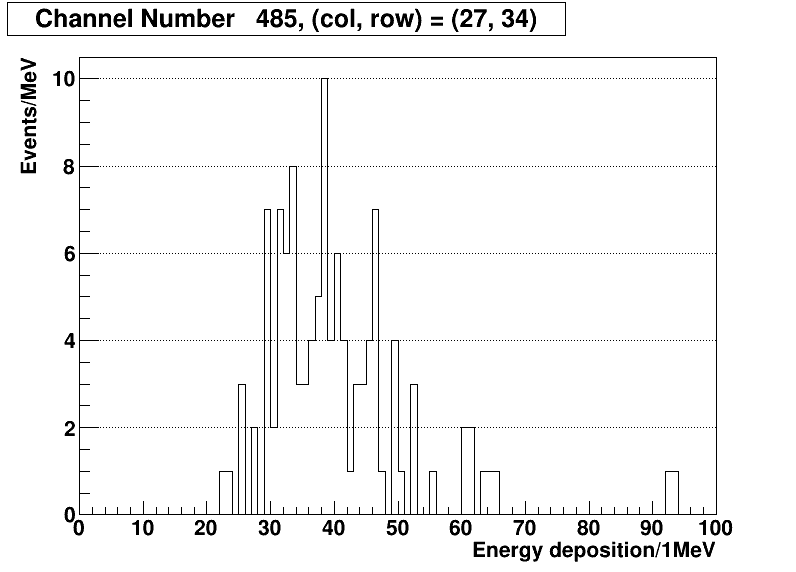 Channel Number 485, (col, row) = (27, 34)
Events/MeV
10
8
6
4
2
0
0 10 20 30 40 50 60 70 80 90 100
Energy deposition/1MeV